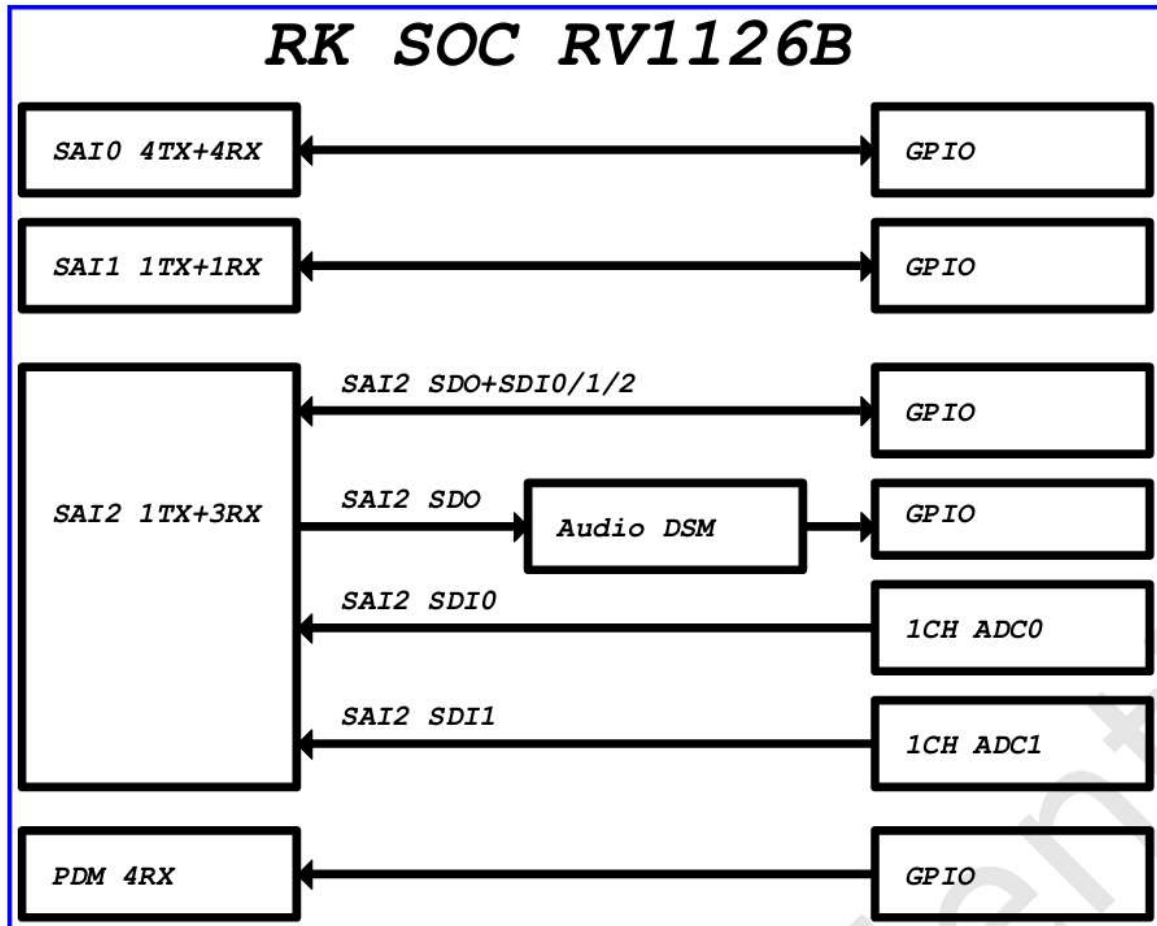 RK SOC RV1126B
SAI0 4TX+4RX
GPIO
SAI1 1TX+1RX
GPIO
SAI2 SDO+SDI0/1/2
GPIO
SAI2 1TX+3RX
SAI2 SDO
Audio DSM
GPIO
SAI2 SDI0
1CH ADC0
SAI2 SDI1
1CH ADC1
PDM 4RX
GPIO